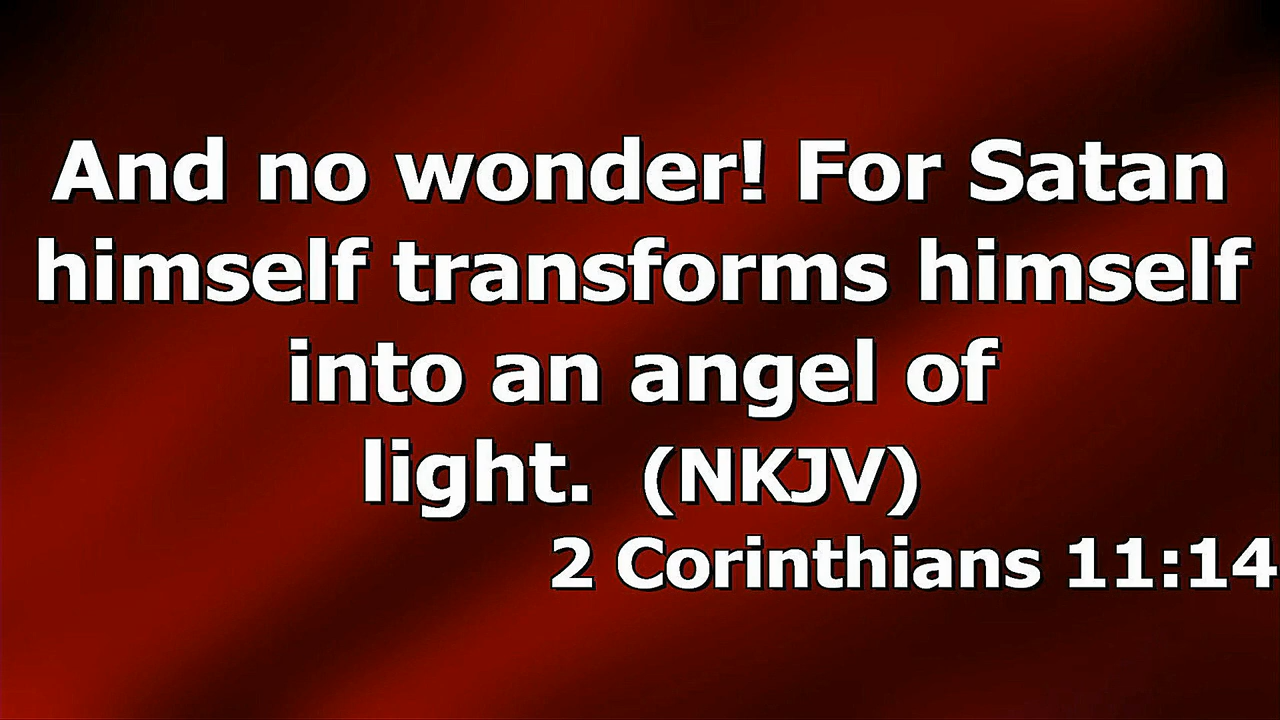 And no wonder! For Satan
himself transforms himself
into an angel of
light. (NKJV)
2 Corinthians 11:14